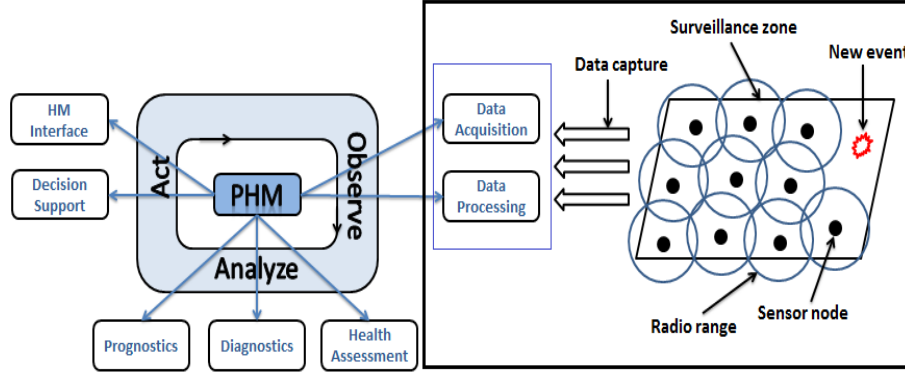 Surveillance zone
New event
Data capture
HM
Interface
Data
Acquisition
Act
Observe
Decision
Support
PHM
Data
Processing
Analyze
Radio range
Sensor node
Prognostics
Diagnostics
Health
Assessment